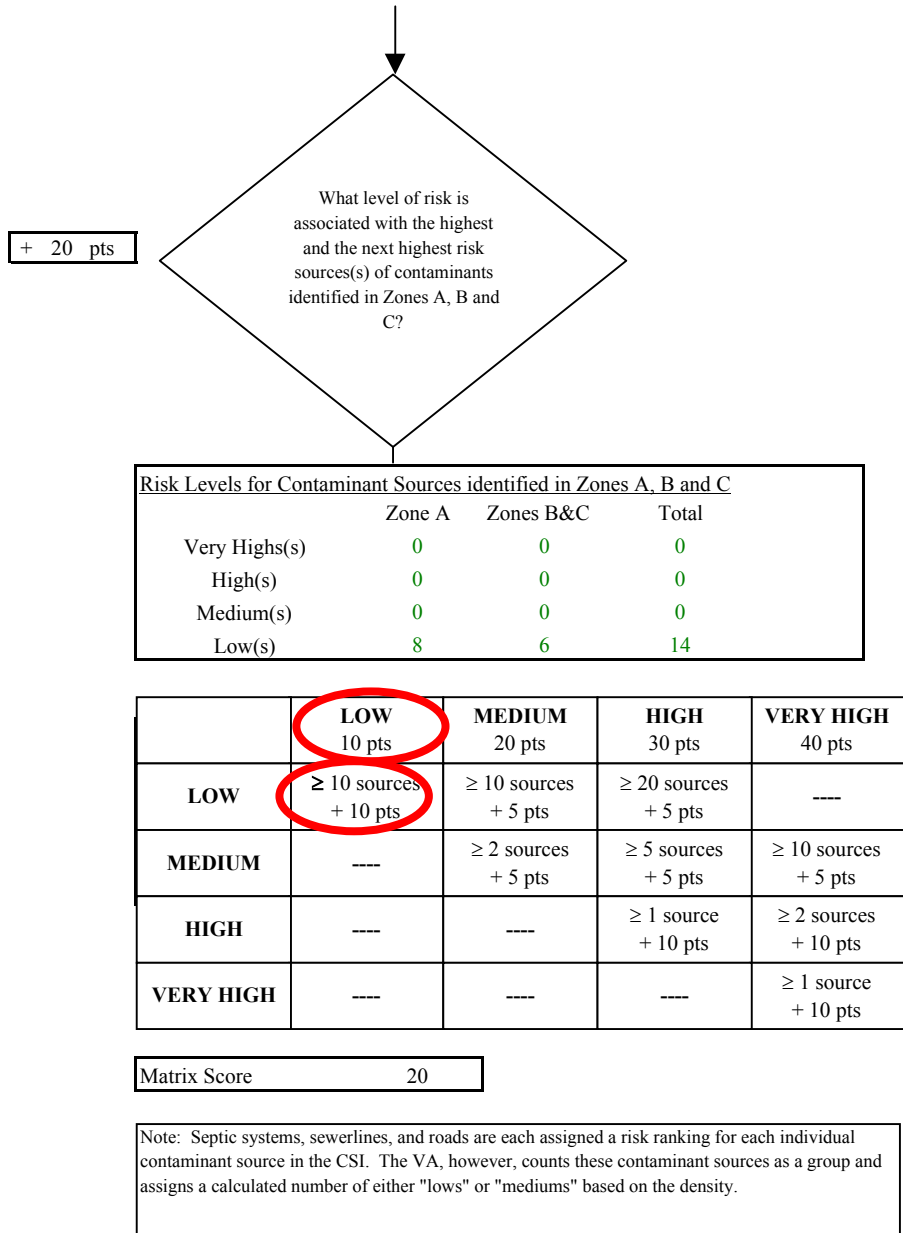 What level of risk is
associated with the highest
and the next highest risk
sources(s) of contaminants
identified in Zones A, B and
C?
+ 20 pts
Risk Levels for Contaminant Sources identified in Zones A, B and C
Zone A Zones B&C Total
Very Highs(s) 0 0 0
High(s) 0 0 0
Medium(s) 0 0 0
Low(s) 8 6 14
LOW MEDIUM HIGH VERY HIGH
10 pts 20 pts 30 pts 40 pts
LOW ≥ 10 sources ≥ 10 sources ≥ 20 sources ----
+ 10 pts + 5 pts + 5 pts
MEDIUM ---- ≥ 2 sources ≥ 5 sources ≥ 10 sources
+ 5 pts + 5 pts + 5 pts
HIGH ---- ---- ≥ 1 source ≥ 2 sources
+ 10 pts + 10 pts
VERY HIGH ---- ---- ---- ≥ 1 source
+ 10 pts
Matrix Score 20
Note: Septic systems, sewerlines, and roads are each assigned a risk ranking for each individual
contaminant source in the CSI. The VA, however, counts these contaminant sources as a group and
assigns a calculated number of either "lows" or "mediums" based on the density.